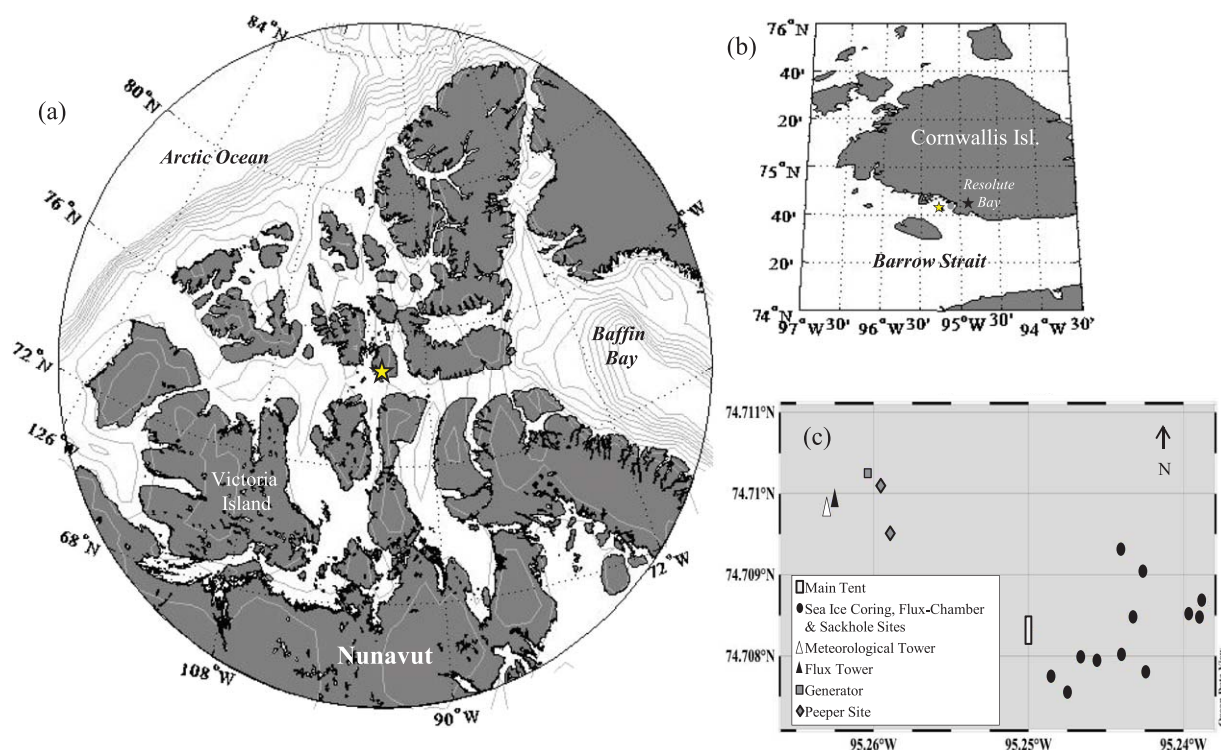 (a)
84°N
80°N
76°N
72°N
126°W
68°N
108°W
90°W
72°W
54°W
Arctic Ocean
Baffin
Bay
Victoria
Island
Nunavut
(b)
76°N
40'
20'
75°N
40'
20'
74°N
97°W 30' 96°W 30' 95°W 30' 94°W 30'
Cornwallis Isl.
Resolute
Bay
Barrow Strait
(c)
N
74.711°N
74.71°N
74.709°N
74.708°N
95.26°W 95.25°W 95.24°W
Main Tent
Sea Ice Coring, Flux-Chamber
& Sackhole Sites
Meteorological Tower
Flux Tower
Generator
Peeper Site